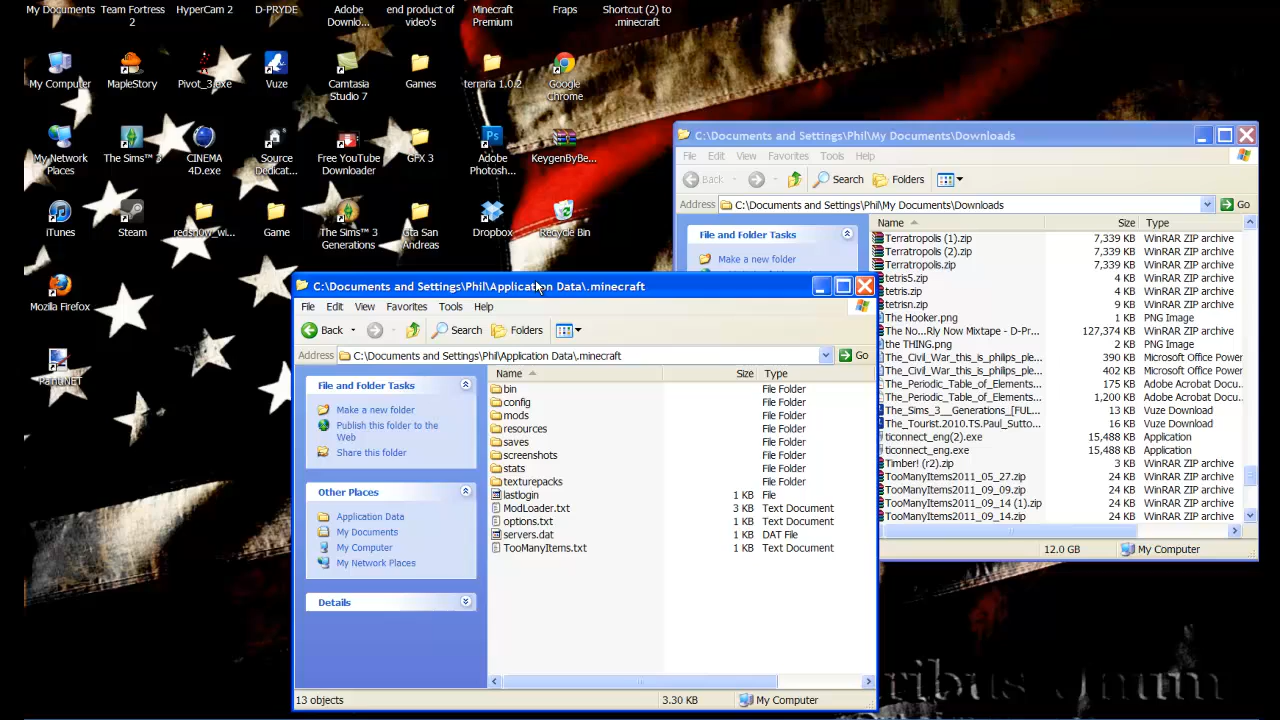 My Documents
Team Fortress 2
HyperCam 2
D-PRYDE
Adobe Downlo...
end product of video's
Minecraft Premium
Fraps
Shortcut (2) to .minecraft
My Computer
MapleStory
Pivot_3.exe
Vuze
Camtasia Studio 7
Games
terraria 1.0.2
Google Chrome
My Network Places
The Sims™ 3
CINEMA 4D.exe
Source Dedicat...
Free YouTube Downloader
GFX 3
Adobe Photosh...
KeygenByBe...
iTunes
Steam
redsn0w_wi...
Game
The Sims™ 3 Generations
Gta San Andreas
Dropbox
Recycle Bin
Mozilla Firefox
Paint.NET
C:\Documents and Settings\Phil\My Documents\Downloads
File Edit View Favorites Tools Help
Back Search Folders
Address C:\Documents and Settings\Phil\My Documents\Downloads Go
File and Folder Tasks
Make a new folder
Name Size Type
Terratropolis (1).zip 7,339 KB WinRAR ZIP archive
Terratropolis (2).zip 7,339 KB WinRAR ZIP archive
Terratropolis.zip 7,339 KB WinRAR ZIP archive
tetris5.zip 4 KB WinRAR ZIP archive
tetrisn.zip 4 KB WinRAR ZIP archive
tetrisn.zip 9 KB WinRAR ZIP archive
The Hooker.png 1 KB PNG Image
The No...Rly Now Mixtape - D-Pr... 127,374 KB WinRAR ZIP archive
the THING.png 2 KB PNG Image
The_Civil_War_this_is_philips_ple... 390 KB Microsoft Office Power
The_Civil_War_this_is_philips_ple... 402 KB Microsoft Office Power
The_Periodic_Table_of_Elements... 175 KB Adobe Acrobat Docu...
The_Periodic_Table_of_Elements... 1,200 KB Adobe Acrobat Docu...
The_Sims_3__Generations_[FUL... 13 KB Vuze Download
The_Tourist.2010.TS.Paul_Sutto... 16 KB Vuze Download
ticonnect_eng(2).exe 15,488 KB Application
ticonnect_eng.exe 15,488 KB Application
Timber! (r2).zip 3 KB WinRAR ZIP archive
TooManyItems2011_05_27.zip 24 KB WinRAR ZIP archive
TooManyItems2011_09_09.zip 24 KB WinRAR ZIP archive
TooManyItems2011_09_14 (1).zip 24 KB WinRAR ZIP archive
TooManyItems2011_09_14.zip 24 KB WinRAR ZIP archive
12.0 GB My Computer
C:\Documents and Settings\Phil\Application Data\.minecraft
File Edit View Favorites Tools Help
Back Search Folders
Address C:\Documents and Settings\Phil\Application Data\.minecraft Go
File and Folder Tasks
Make a new folder
Publish this folder to the Web
Share this folder
Other Places
Application Data
My Documents
My Computer
My Network Places
Details
Name Size Type
bin File Folder
config File Folder
mods File Folder
resources File Folder
saves File Folder
screenshots File Folder
stats File Folder
texturepacks File Folder
lastlogin 1 KB File
ModLoader.txt 3 KB Text Document
options.txt 1 KB Text Document
servers.dat 1 KB DAT File
TooManyItems.txt 1 KB Text Document
13 objects 3.30 KB My Computer
ribus Unum